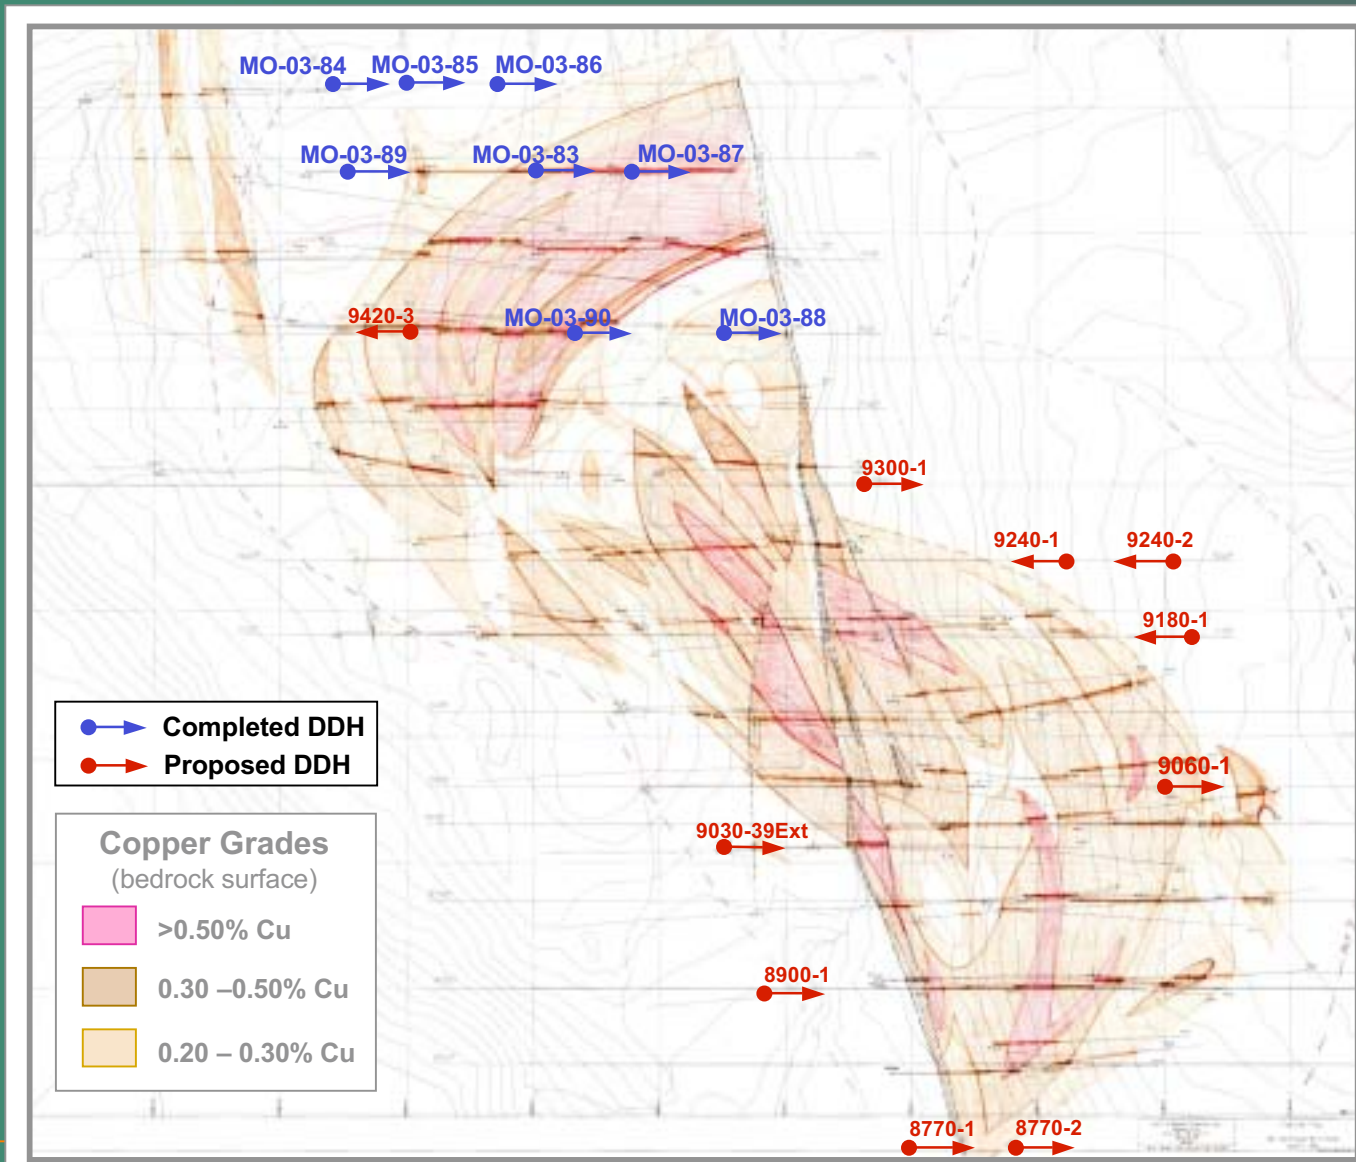 MO-03-84 MO-03-85 MO-03-86
MO-03-89 MO-03-83 MO-03-87
9420-3 MO-03-90 MO-03-88
9300-1
9240-1 9240-2
9180-1
Completed DDH
Proposed DDH
9060-1
9030-39Ext
Copper Grades
(bedrock surface)
>0.50% Cu
0.30 –0.50% Cu
0.20 – 0.30% Cu
8900-1
8770-1 8770-2